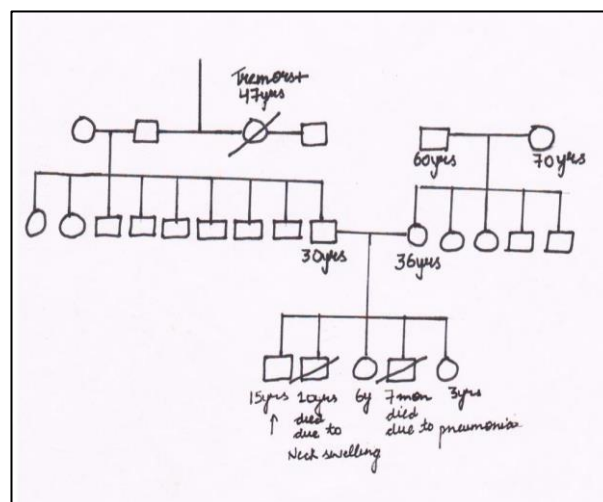 Tremors+
47yrs
60yrs
70yrs
30yrs
36yrs
15yrs
10yrs
died
due to
Neck swelling
6y
7mon
died
due to pneumonia
3yrs